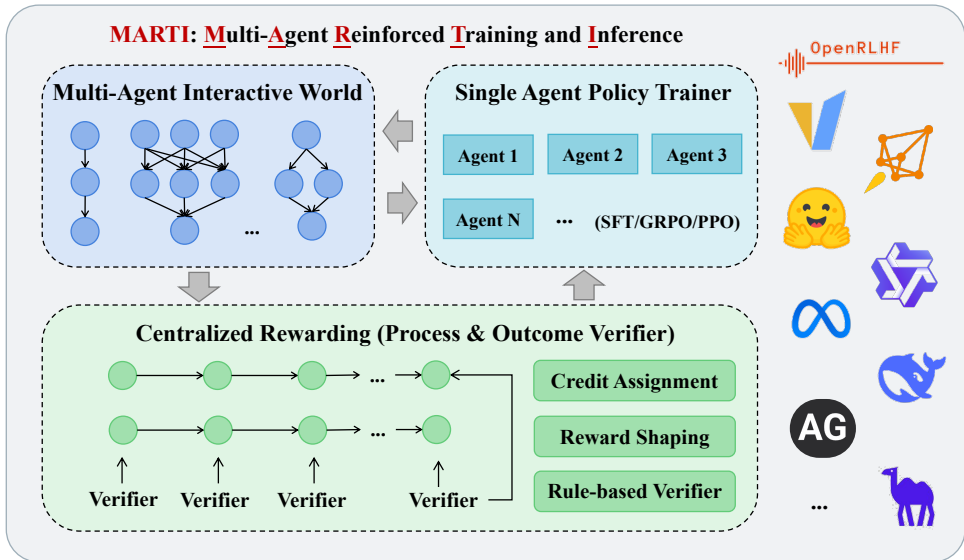 MARTI: Multi-Agent Reinforced Training and Inference
OpenRLHF
Multi-Agent Interactive World
...
Single Agent Policy Trainer
Agent 1
Agent 2
Agent 3
Agent N
...
(SFT/GRPO/PPO)
Centralized Rewarding (Process & Outcome Verifier)
...
...
Verifier
Verifier
Verifier
Verifier
Credit Assignment
Reward Shaping
Rule-based Verifier
AG
...